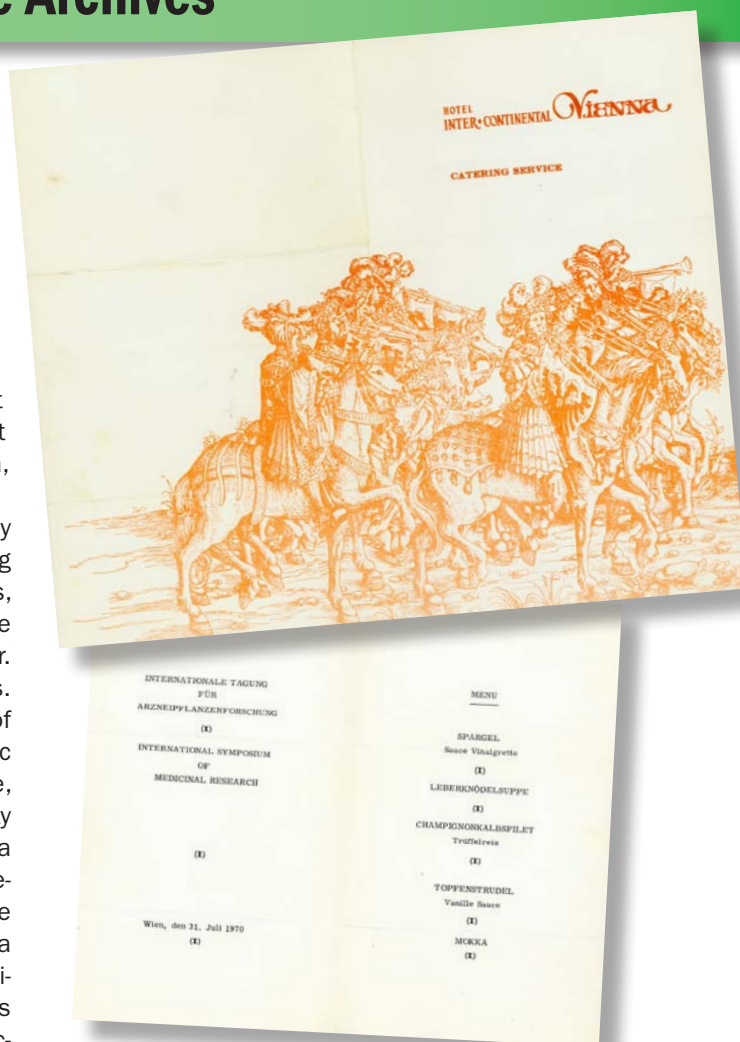 Archives
HOTEL
INTER•CONTINENTAL VIENNA
CATERING SERVICE
INTERNATIONALE TAGUNG
FÜR
ARZNEIPFLANZENFORSCHUNG
(I)
INTERNATIONAL SYMPOSIUM
OF
MEDICINAL RESEARCH
(I)
Wien, den 31. Juli 1970
(I)
MENU
SPARGEL
Sauce Vinaigrette
(I)
LEBERKNÖDELSUPPE
(I)
CHAMPIGNONKALBSFILET
Trüffelreis
(I)
TOPFENSTRUDEL
Vanille Sauce
(I)
MOKKA
(I)